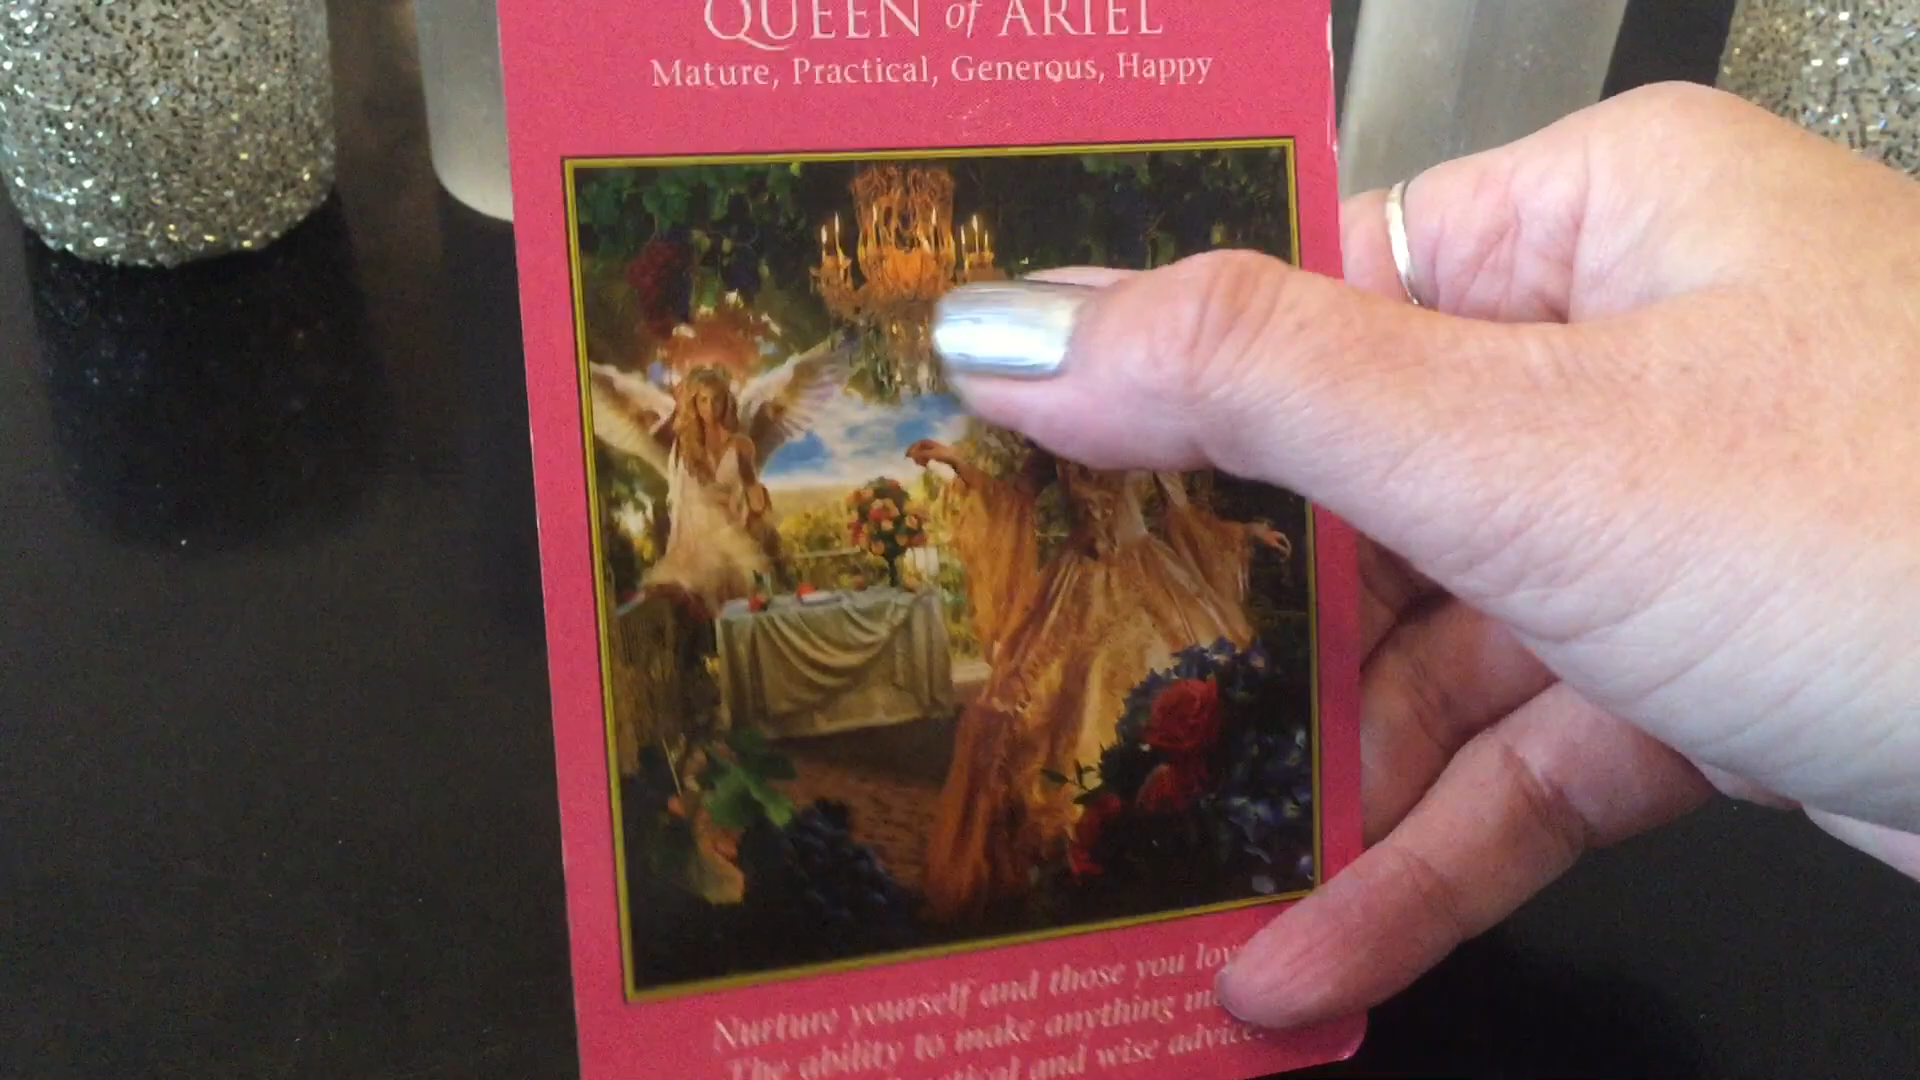 QUEEN of ARIEL
Mature, Practical, Generous, Happy
Nurture yourself and those you
The ability to make anything
and wise advice.